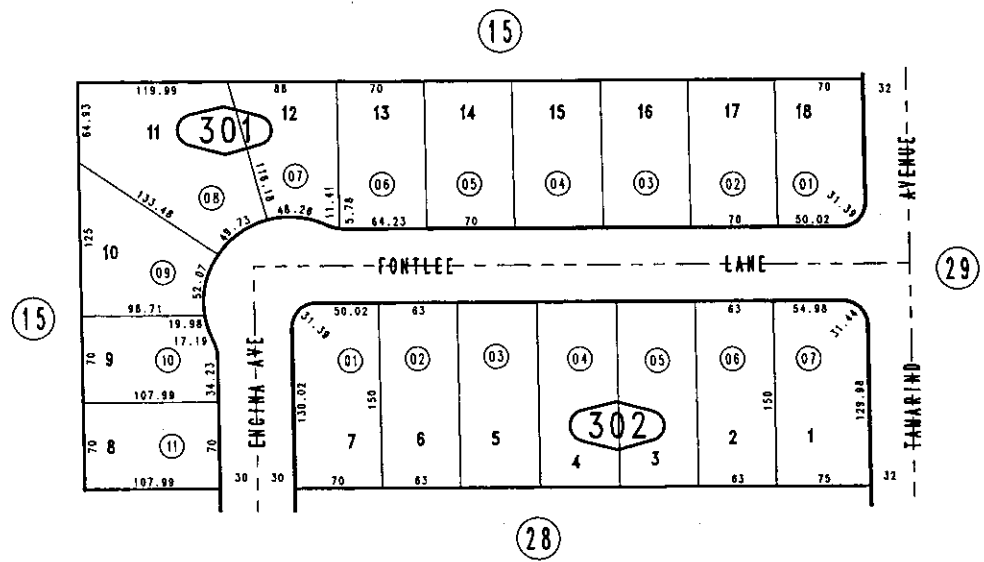 15
119.99 88 70 70 32
64.93 11 301 12 13 14 15 16 17 18
116.18 07 06 05 04 03 02 01
133.48 08 11.41 5.78 31.39
49.73 48.28 64.23 70 70 50.02
AVENUE
125 10 09 52.07
FONTLEE LANE
29
15
98.71 19.98 50.02 63 63 54.98
17.19 31.39 31.44
70 9 10 34.23 01 02 03 04 05 06 07
107.99
ENCINA AVE
130.02 150 150 129.98
TAMARIND
302
70 8 11 70 7 6 5 4 3 2 1
107.99 30 30 70 63 63 75 32
28